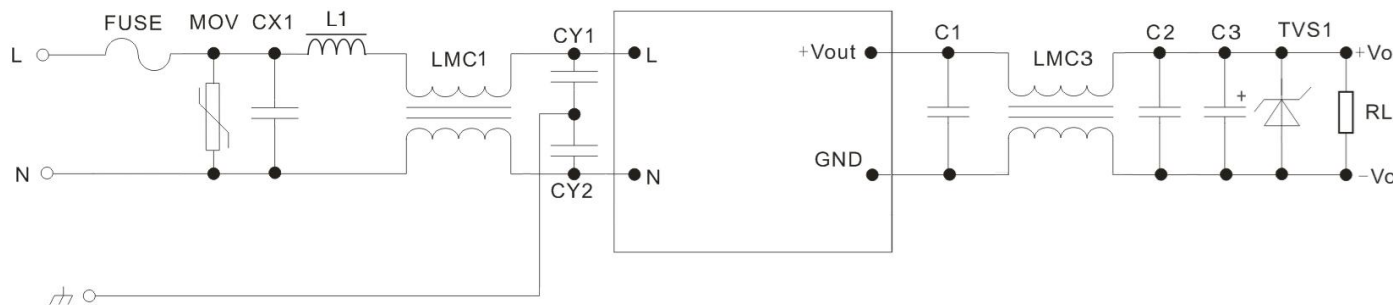 FUSE MOV CX1 L1
LMC1
CY1
C1
LMC3
C2 C3 TVS1
L
L
+Vout
+
+Vo
RL
N
CY2
N
GND
-Vo